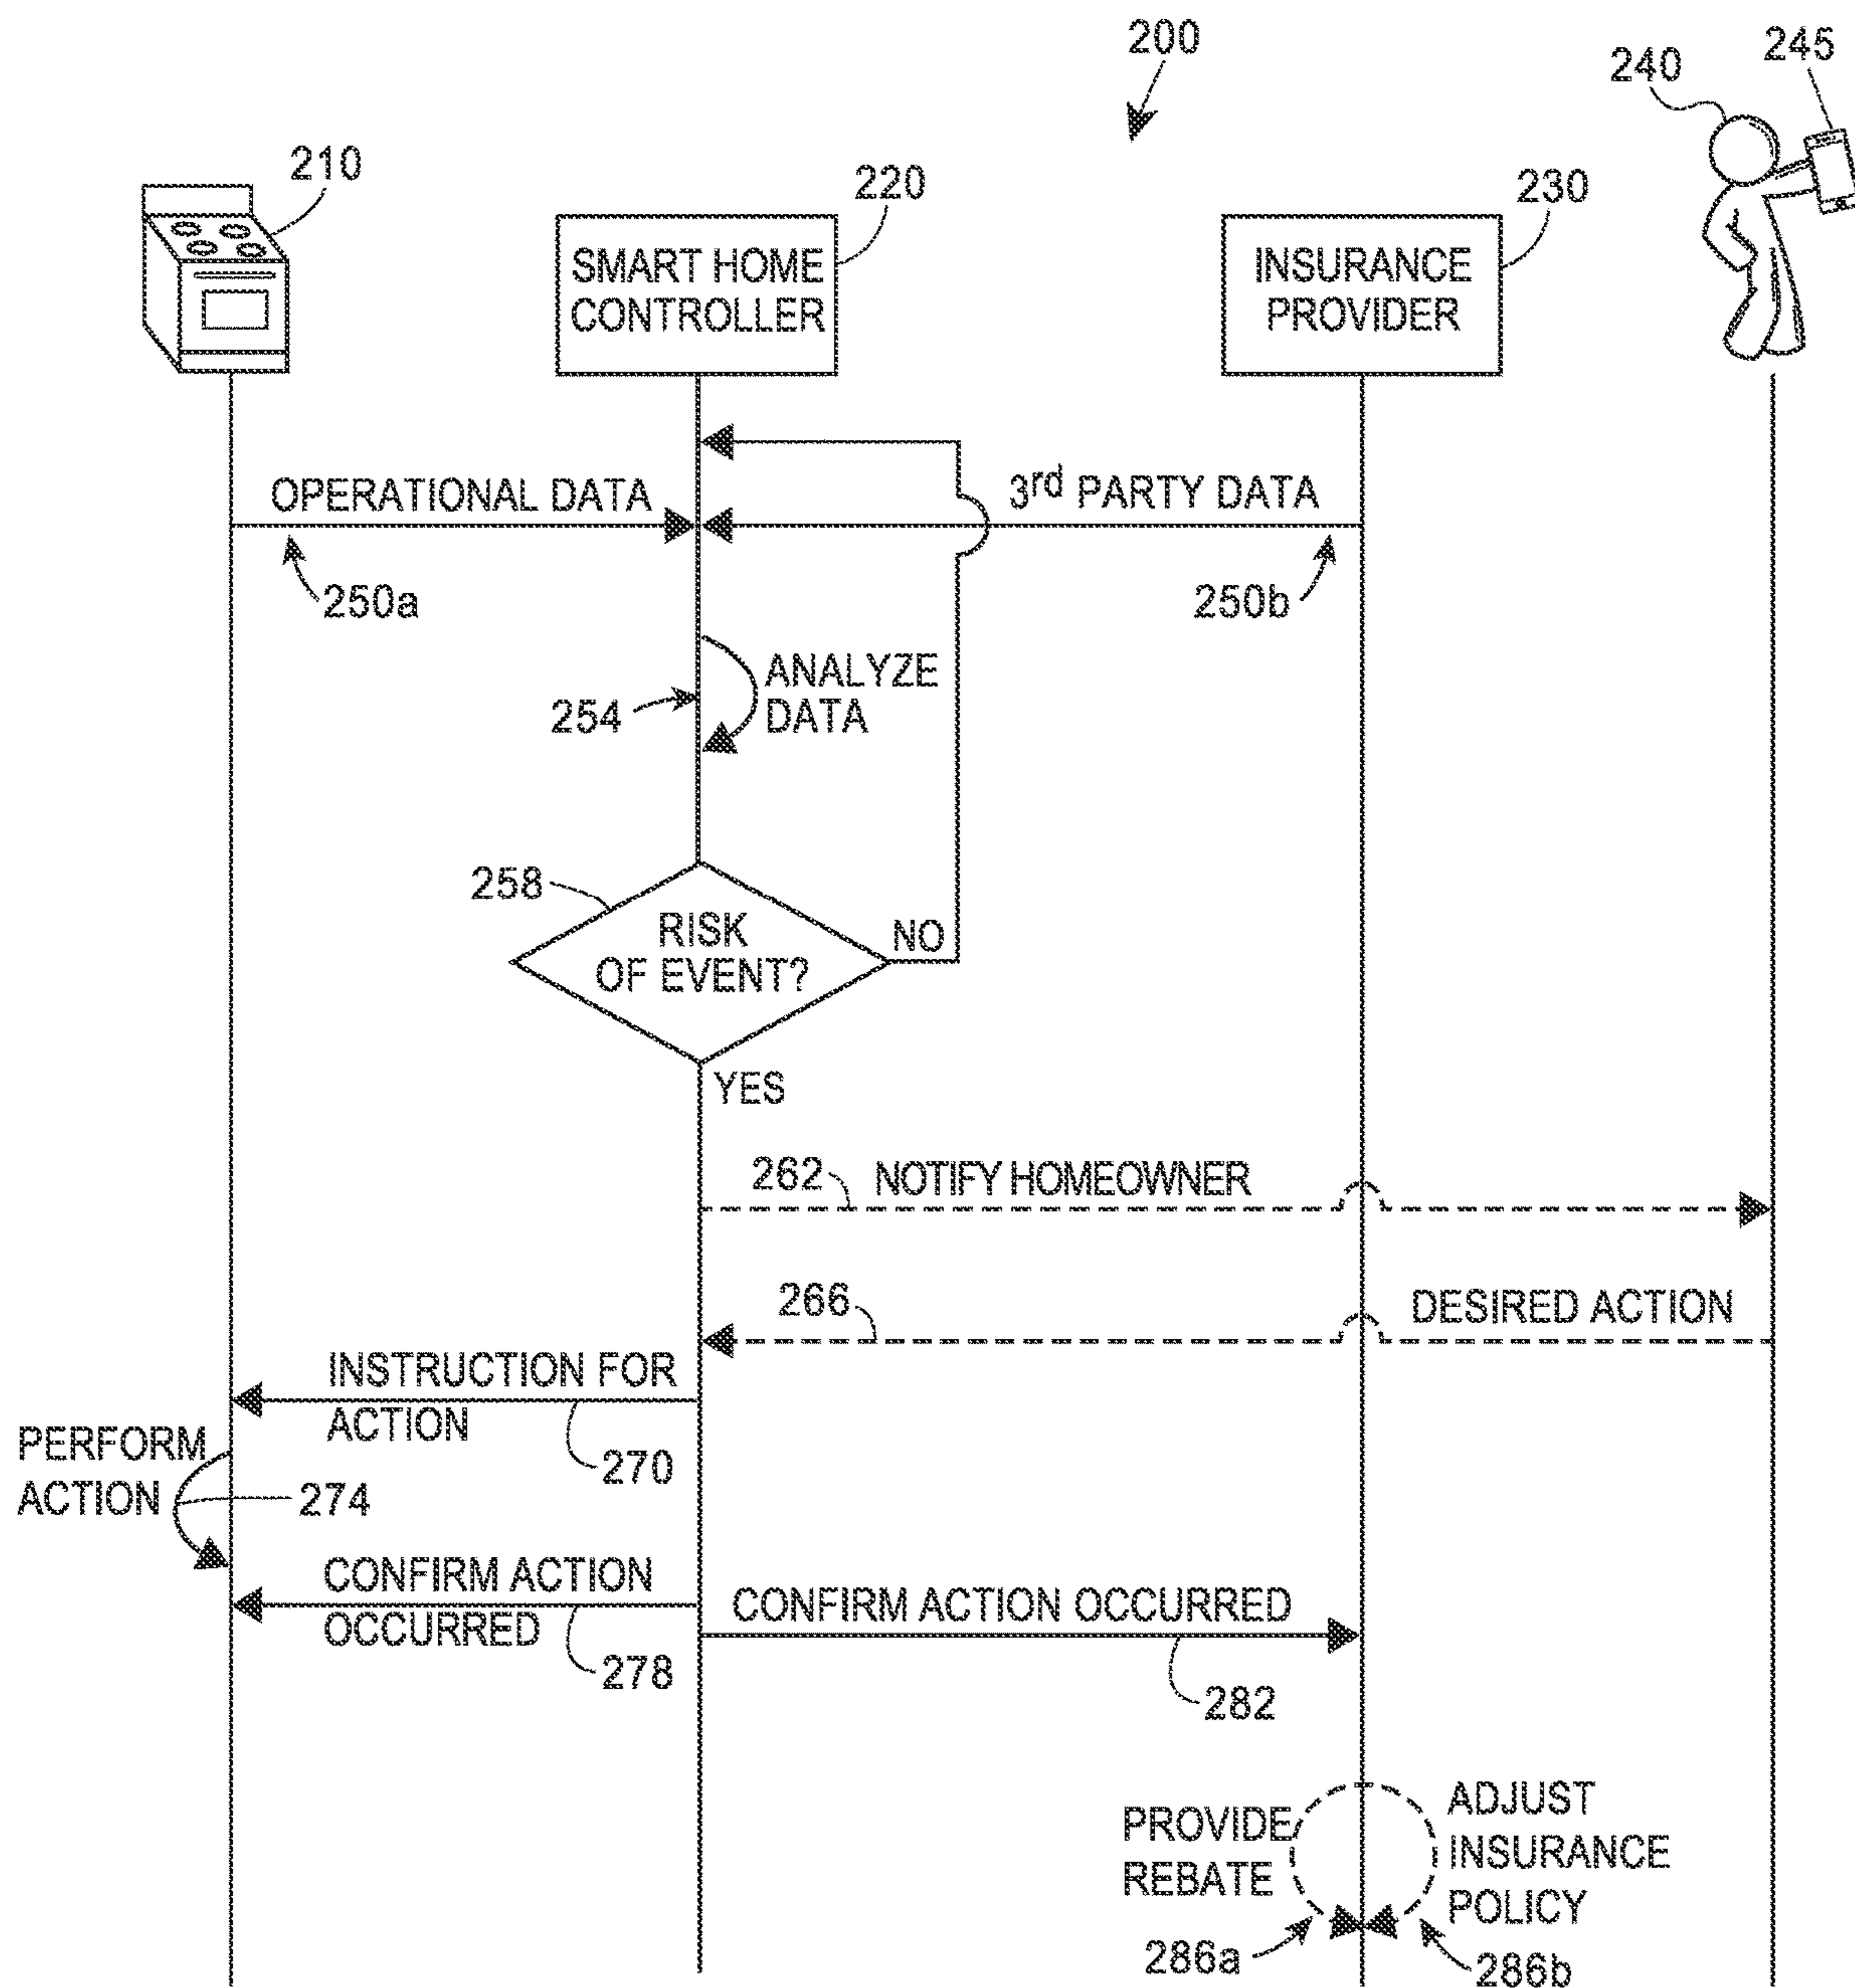 200
240
245
210
220
230
SMART HOME
CONTROLLER
INSURANCE
PROVIDER
OPERATIONAL DATA
3rd PARTY DATA
250a
250b
ANALYZE
DATA
254
258
RISK
OF EVENT?
NO
YES
262
NOTIFY HOMEOWNER
266
DESIRED ACTION
INSTRUCTION FOR
ACTION
270
PERFORM
ACTION
274
CONFIRM ACTION
OCCURRED
278
CONFIRM ACTION OCCURRED
282
PROVIDE
REBATE
286a
ADJUST
INSURANCE
POLICY
286b